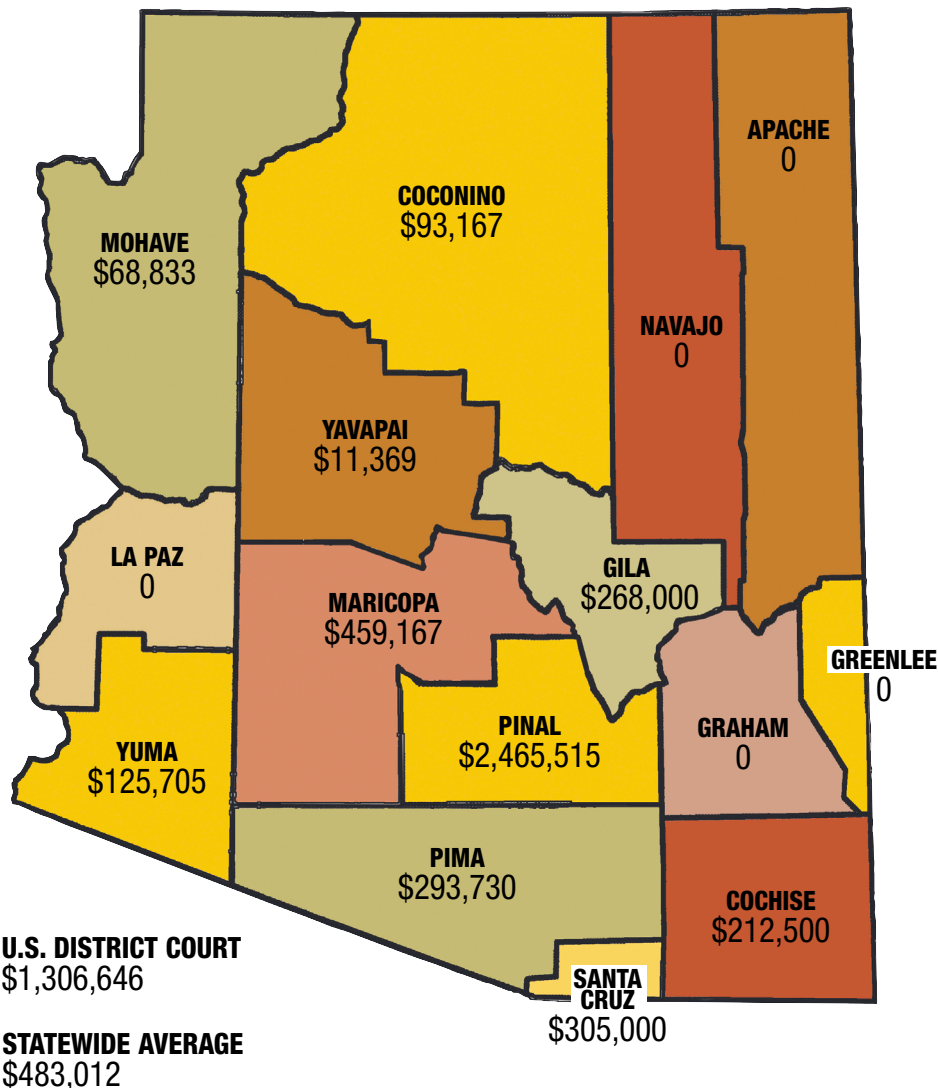 APACHE
0
COCONINO
$93,167
MOHAVE
$68,833
NAVAJO
0
YAVAPAI
$11,369
LA PAZ
0
GILA
$268,000
MARICOPA
$459,167
GREENLEE
0
PINAL
$2,465,515
GRAHAM
0
YUMA
$125,705
PIMA
$293,730
COCHISE
$212,500
U.S. DISTRICT COURT
$1,306,646
SANTA
CRUZ
$305,000
STATEWIDE AVERAGE
$483,012